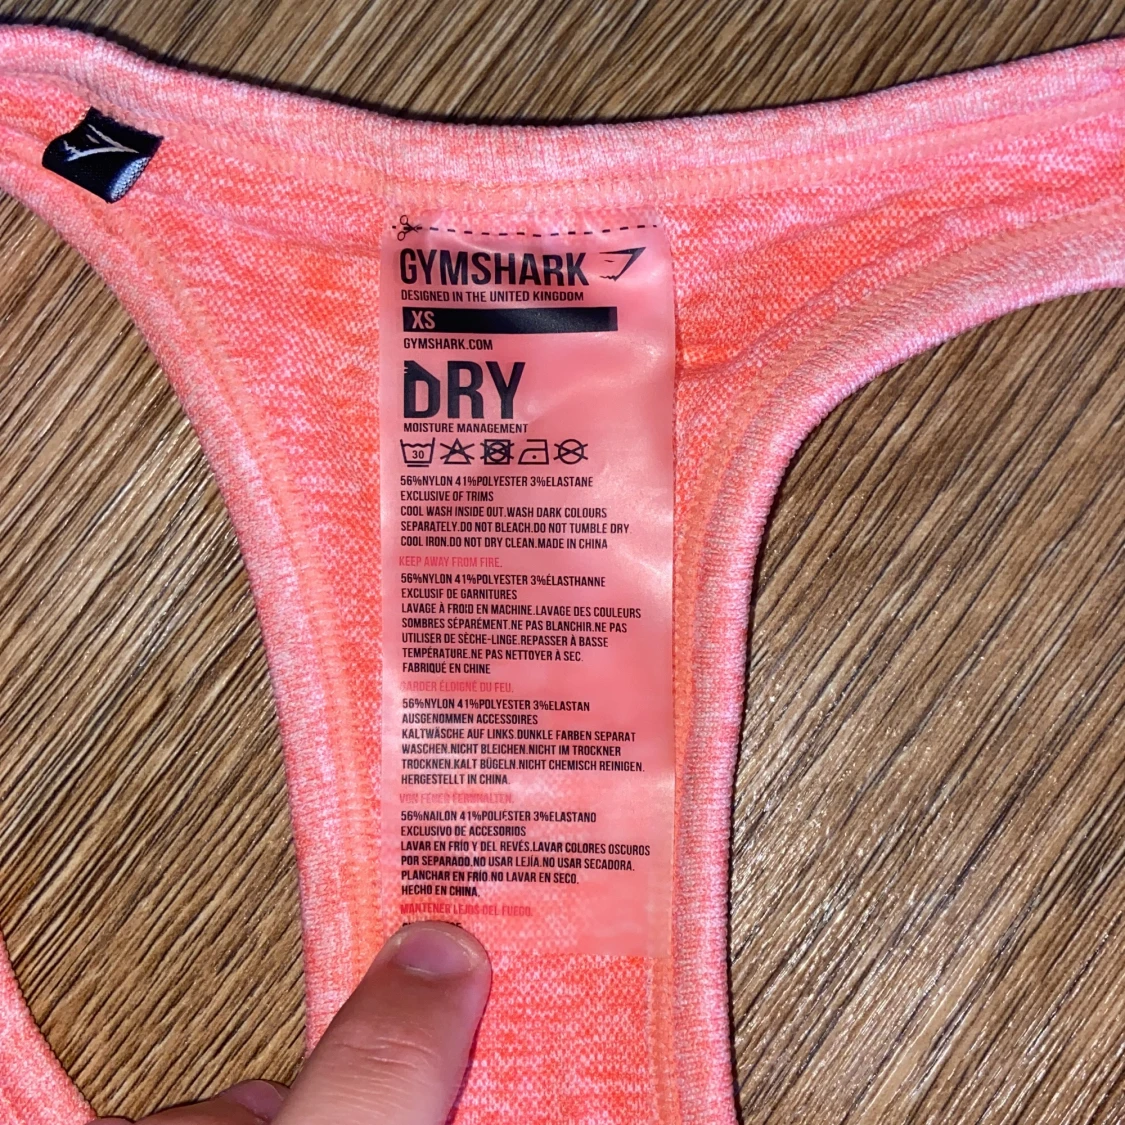 GYMSHARK
DESIGNED IN THE UNITED KINGDOM
XS
GYMSHARK.COM
DRY
MOISTURE MANAGEMENT
30
56%NYLON 41%POLYESTER 3%ELASTANE
EXCLUSIVE OF TRIMS
COOL WASH INSIDE OUT.WASH DARK COLOURS
SEPARATELY.DO NOT BLEACH.DO NOT TUMBLE DRY.
COOL IRON.DO NOT DRY CLEAN.MADE IN CHINA
KEEP AWAY FROM FIRE.
56%NYLON 41%POLYESTER 3%ÉLASTHANNE
EXCLUSIF DE GARNITURES
LAVAGE À FROID EN MACHINE.LAVAGE DES COULEURS
SOMBRES SÉPARÉMENT.NE PAS BLANCHIR.NE PAS
UTILISER DE SÈCHE-LINGE.REPASSER À BASSE
TEMPÉRATURE.NE PAS NETTOYER À SEC.
FABRIQUÉ EN CHINE
GARDER ÉLOIGNÉ DU FEU.
56%NYLON 41%POLYESTER 3%ELASTAN
AUSGENOMMEN ACCESSOIRES
KALTWÄSCHE AUF LINKS.DUNKLE FARBEN SEPARAT
WASCHEN.NICHT BLEICHEN.NICHT IM TROCKNER
TROCKNEN.KALT BÜGELN.NICHT CHEMISCH REINIGEN.
HERGESTELLT IN CHINA.
VON FEUER FERNHALTEN.
56%NAILON 41%POLIÉSTER 3%ELASTANO
EXCLUSIVO DE ACCESORIOS
LAVAR EN FRÍO Y DEL REVÉS.LAVAR COLORES OSCUROS
POR SEPARADO.NO USAR LEJÍA.NO USAR SECADORA.
PLANCHAR EN FRÍO.NO LAVAR EN SECO.
HECHO EN CHINA.
MANTENER LEJOS DEL FUEGO.